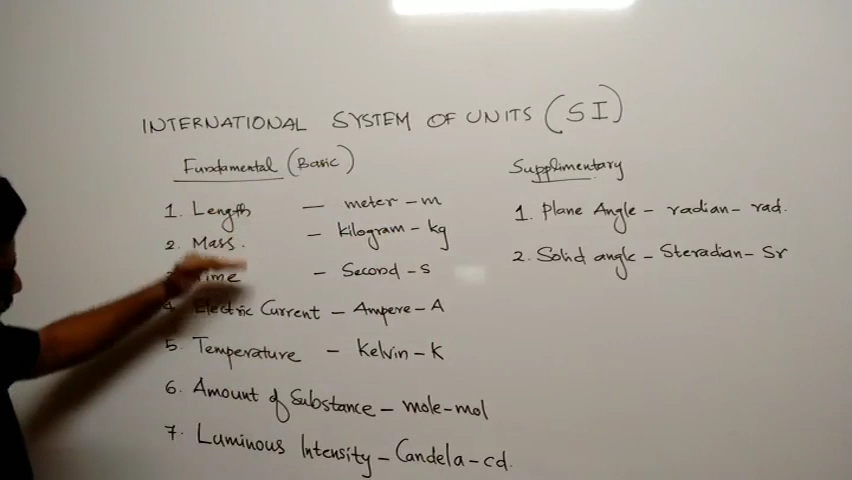 INTERNATIONAL SYSTEM OF UNITS (SI)
Fundamental (Basic)
1. Length — meter - m
2. Mass. — kilogram - kg
Time — Second - s
4. Electric Current — Ampere - A
5. Temperature — Kelvin - K
6. Amount of Substance — mole - mol
7. Luminous Intensity — Candela - cd.
Supplimentary
1. Plane Angle — radian - rad.
2. Solid angle — Steradian - Sr